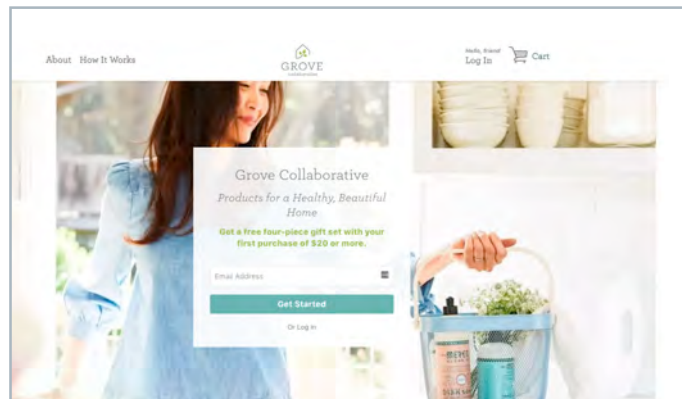 About How It Works
GROVE
collaborative
Hello, friend
Log In
Cart
Grove Collaborative
Products for a Healthy, Beautiful
Home
Get a free four-piece gift set with your
first purchase of $20 or more.
Email Address
Get Started
Or Log in
MEYER